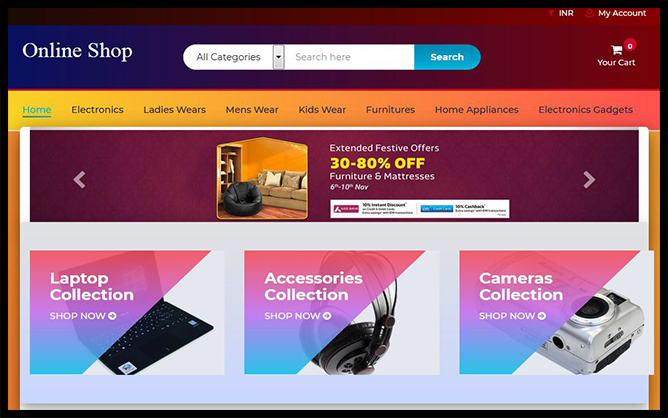 INR My Account
Online Shop
All Categories
Search here
Search
0
Your Cart
Home Electronics Ladies Wears Mens Wear Kids Wear Furnitures Home Appliances Electronics Gadgets
Extended Festive Offers
30-80% OFF
Furniture & Mattresses
6th-10th Nov
10% Instant Discount*
10% Cashback*
Laptop
Collection
SHOP NOW
Accessories
Collection
SHOP NOW
Cameras
Collection
SHOP NOW